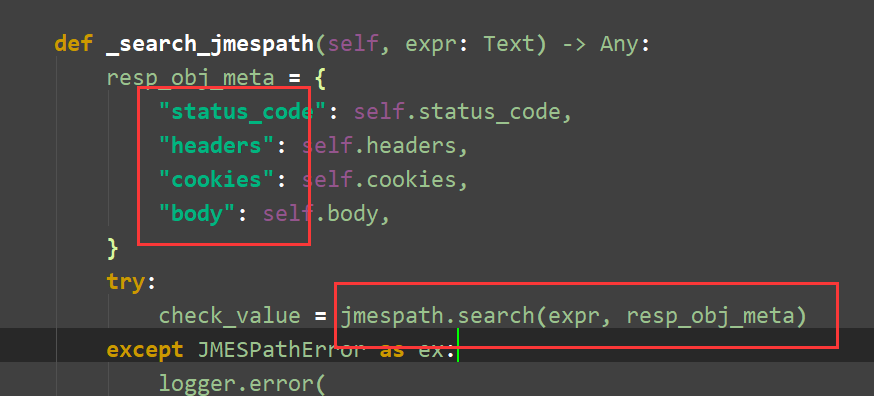 def _search_jmespath(self, expr: Text) -> Any:
resp_obj_meta = {
"status_code": self.status_code,
"headers": self.headers,
"cookies": self.cookies,
"body": self.body,
}
try:
check_value = jmespath.search(expr, resp_obj_meta)
except JMESPathError as ex:
logger.error(